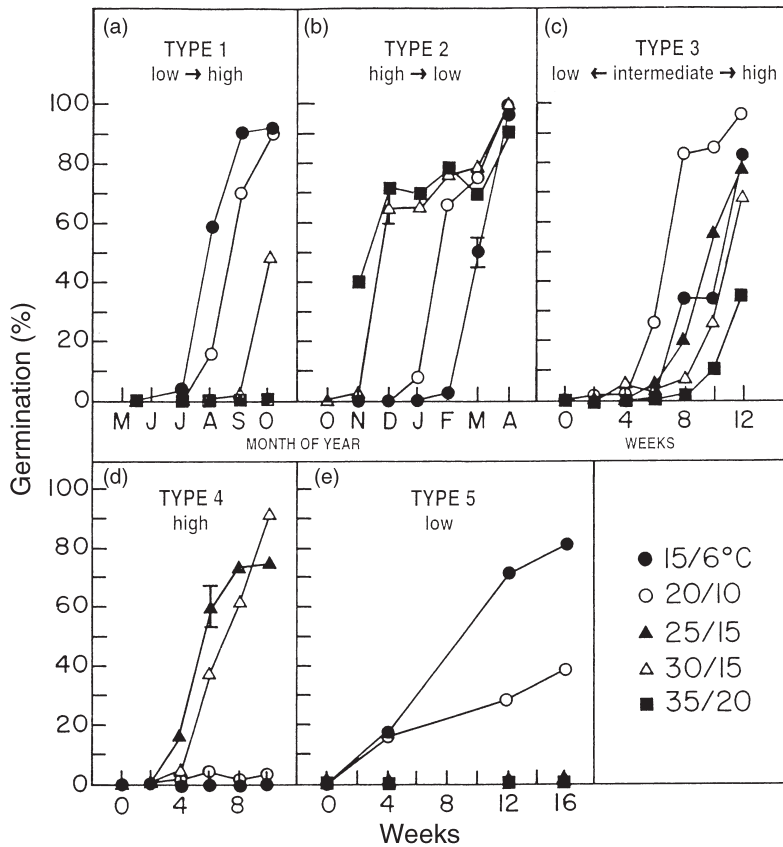 (a)
TYPE 1
low → high
(b)
TYPE 2
high → low
(c)
TYPE 3
low ← intermediate → high
100
80
60
40
20
0
M J J A S O
O N D J F M A
0 4 8 12
MONTH OF YEAR
WEEKS
Germination (%)
(d)
TYPE 4
high
(e)
TYPE 5
low
100
80
60
40
20
0
0 4 8
0 4 12 16
Weeks
15/6°C
20/10
25/15
30/15
35/20